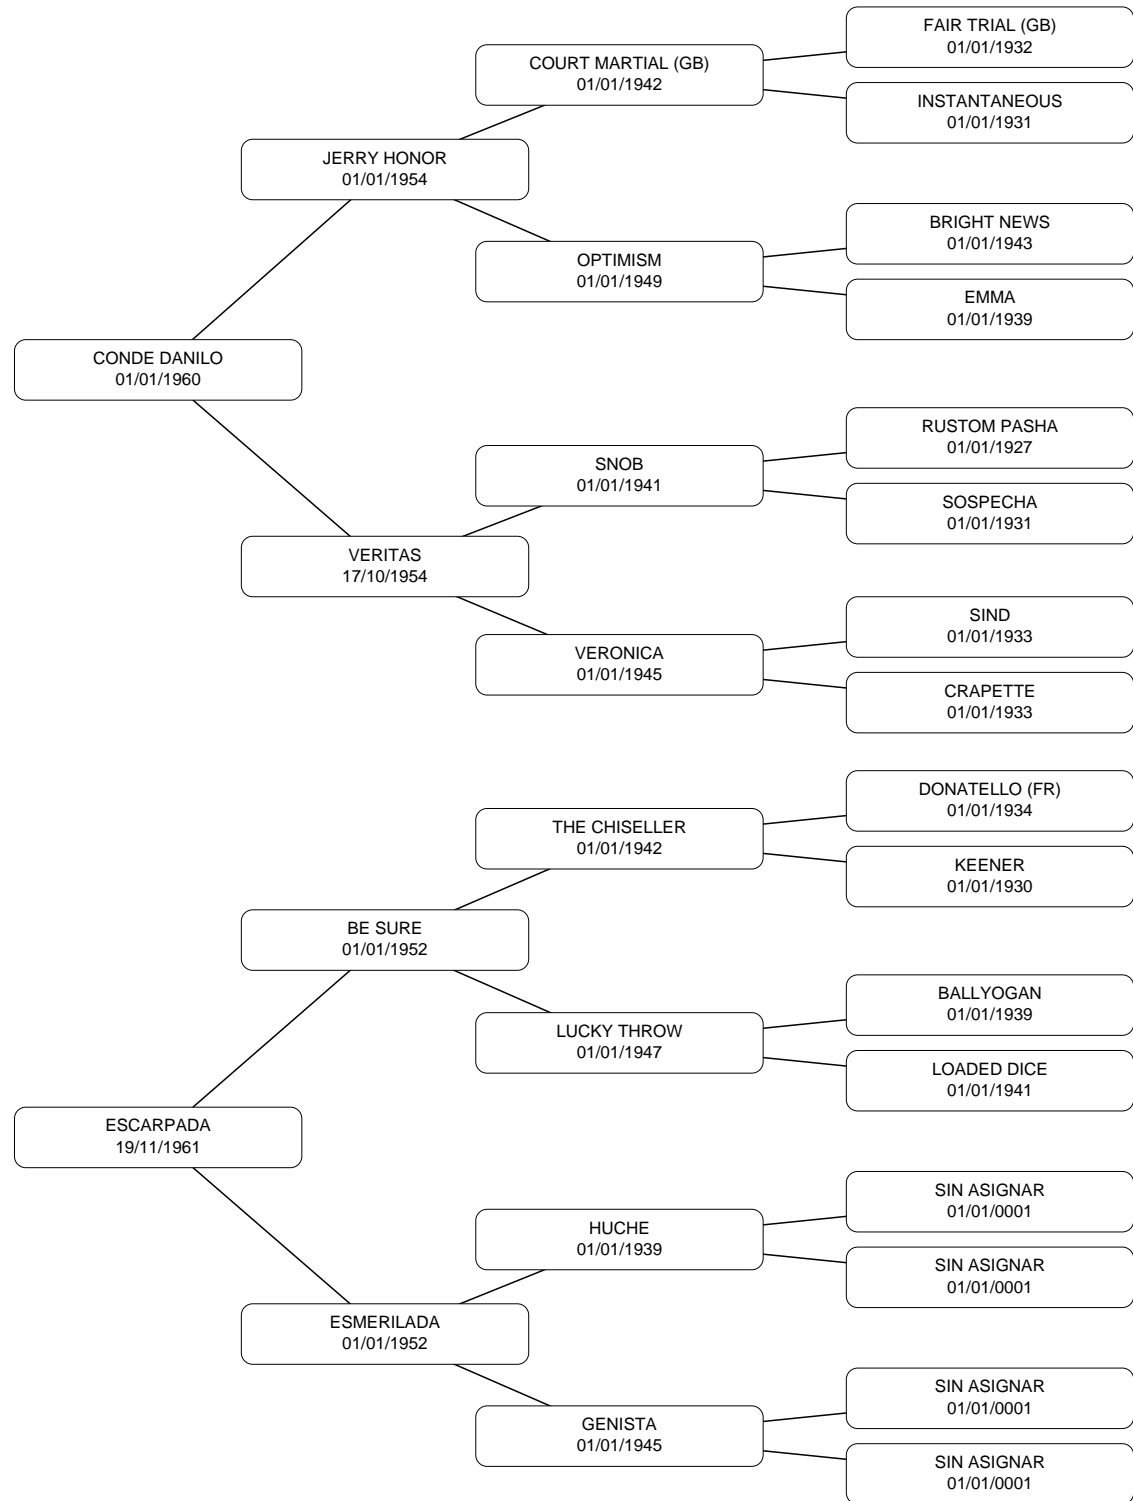 FAIR TRIAL (GB)
01/01/1932
COURT MARTIAL (GB)
01/01/1942
INSTANTANEOUS
01/01/1931
JERRY HONOR
01/01/1954
BRIGHT NEWS
01/01/1943
OPTIMISM
01/01/1949
EMMA
01/01/1939
CONDE DANILO
01/01/1960
RUSTOM PASHA
01/01/1927
SNOB
01/01/1941
SOSPECHA
01/01/1931
VERITAS
17/10/1954
SIND
01/01/1933
VERONICA
01/01/1945
CRAPETTE
01/01/1933
DONATELLO (FR)
01/01/1934
THE CHISELLER
01/01/1942
KEENER
01/01/1930
BE SURE
01/01/1952
BALLYOGAN
01/01/1939
LUCKY THROW
01/01/1947
LOADED DICE
01/01/1941
ESCARPADA
19/11/1961
SIN ASIGNAR
01/01/0001
HUCHE
01/01/1939
SIN ASIGNAR
01/01/0001
ESMERILADA
01/01/1952
SIN ASIGNAR
01/01/0001
GENISTA
01/01/1945
SIN ASIGNAR
01/01/0001